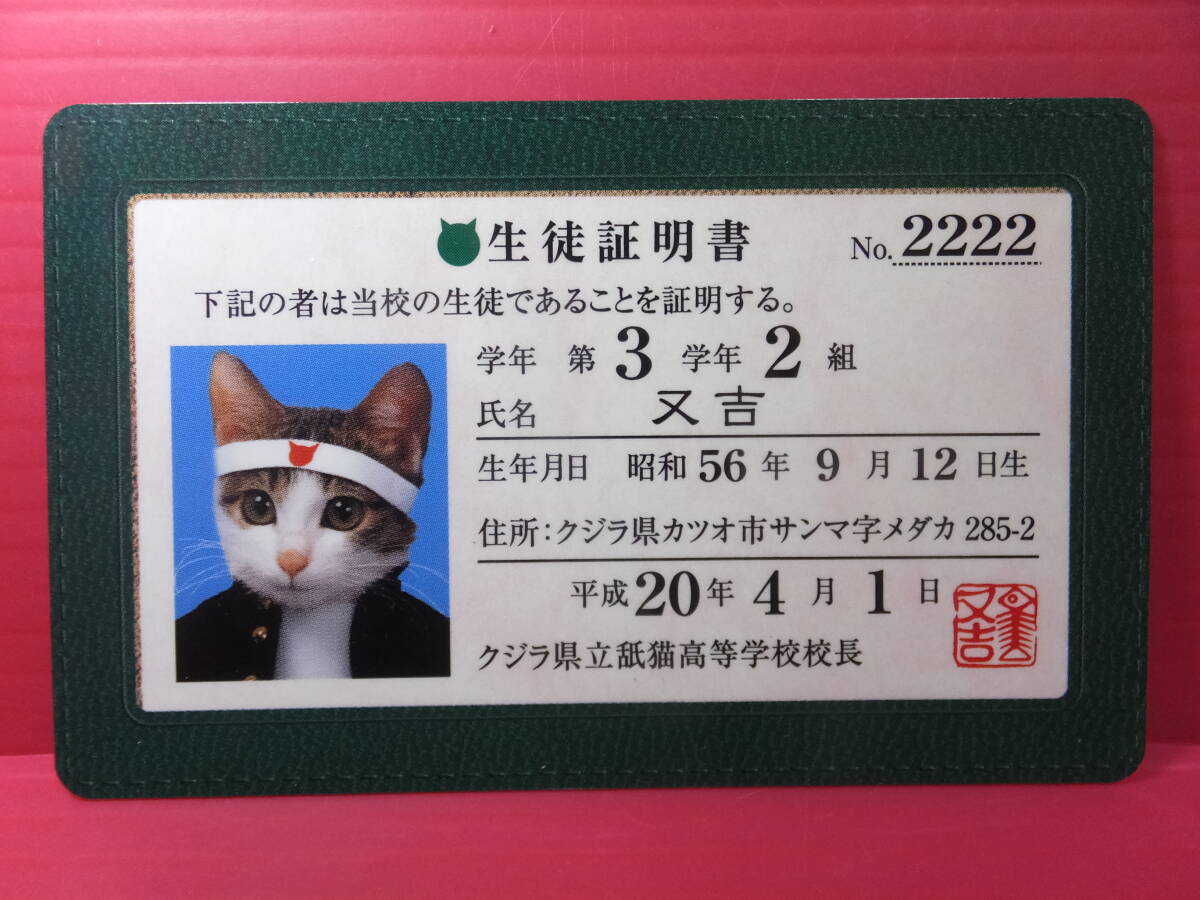 生徒証明書 No. 2222
下記の者は当校の生徒であることを証明する。
学年 第 3 学年 2 組
氏名 又吉
生年月日 昭和 56 年 9 月 12 日生
住所：クジラ県カツオ市サンマ字メダカ 285-2
平成 20 年 4 月 1 日
クジラ県立舐猫高等学校校長
又吉